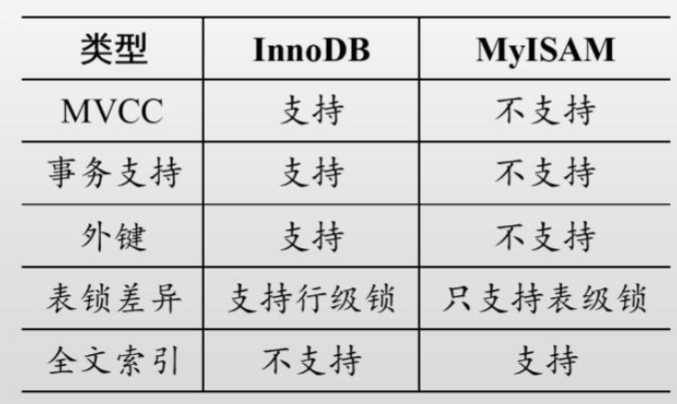 类型 InnoDB MyISAM
MVCC 支持 不支持
事务支持 支持 不支持
外键 支持 不支持
表锁差异 支持行级锁 只支持表级锁
全文索引 不支持 支持